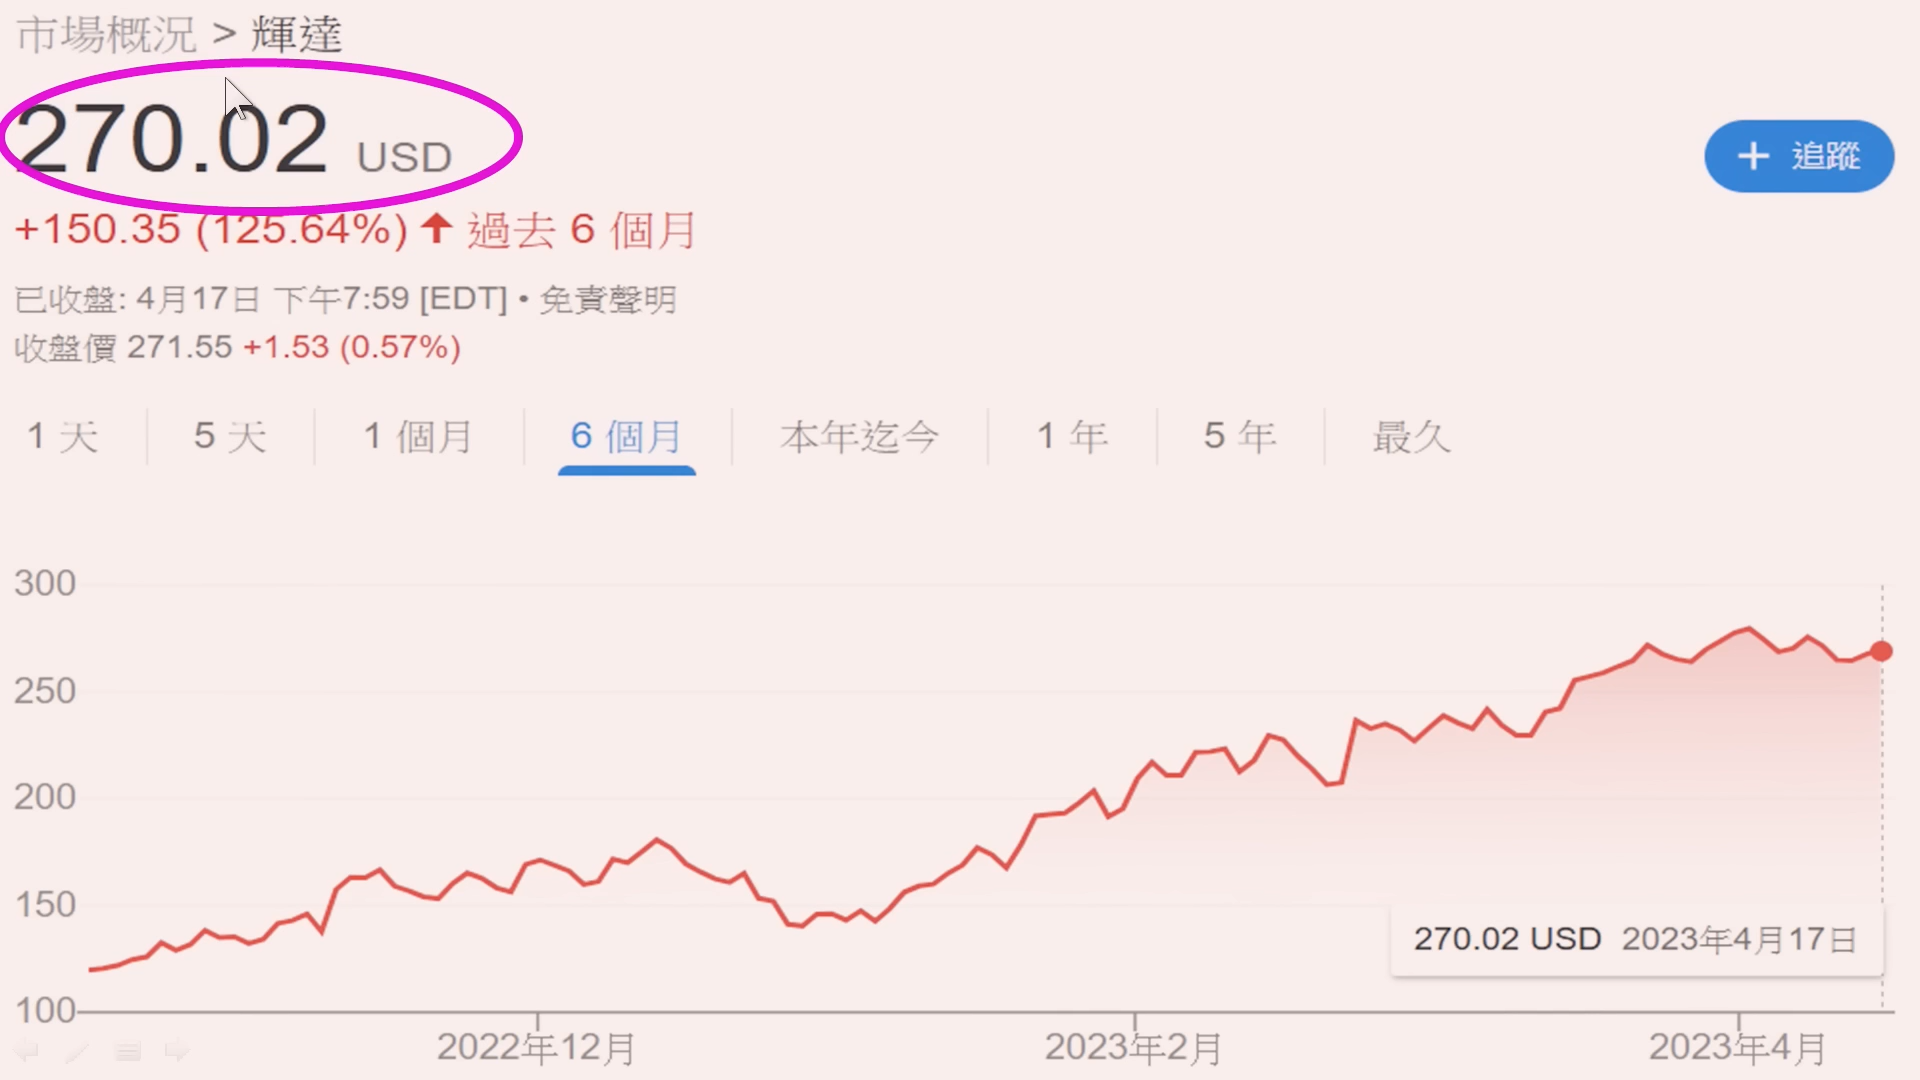 市場概況 > 輝達
270.02 USD
+ 追蹤
+150.35 (125.64%) ↑ 過去 6 個月
已收盤: 4月17日 下午7:59 [EDT] • 免責聲明
收盤價 271.55 +1.53 (0.57%)
1 天 5 天 1 個月 6 個月 本年迄今 1 年 5 年 最久
300
250
200
150
100
270.02 USD 2023年4月17日
2022年12月 2023年2月 2023年4月